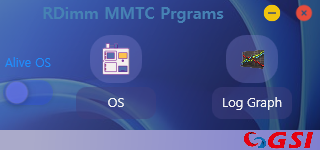 RDimm MMTC Prgrams
Alive OS
OS
Log Graph
GSI